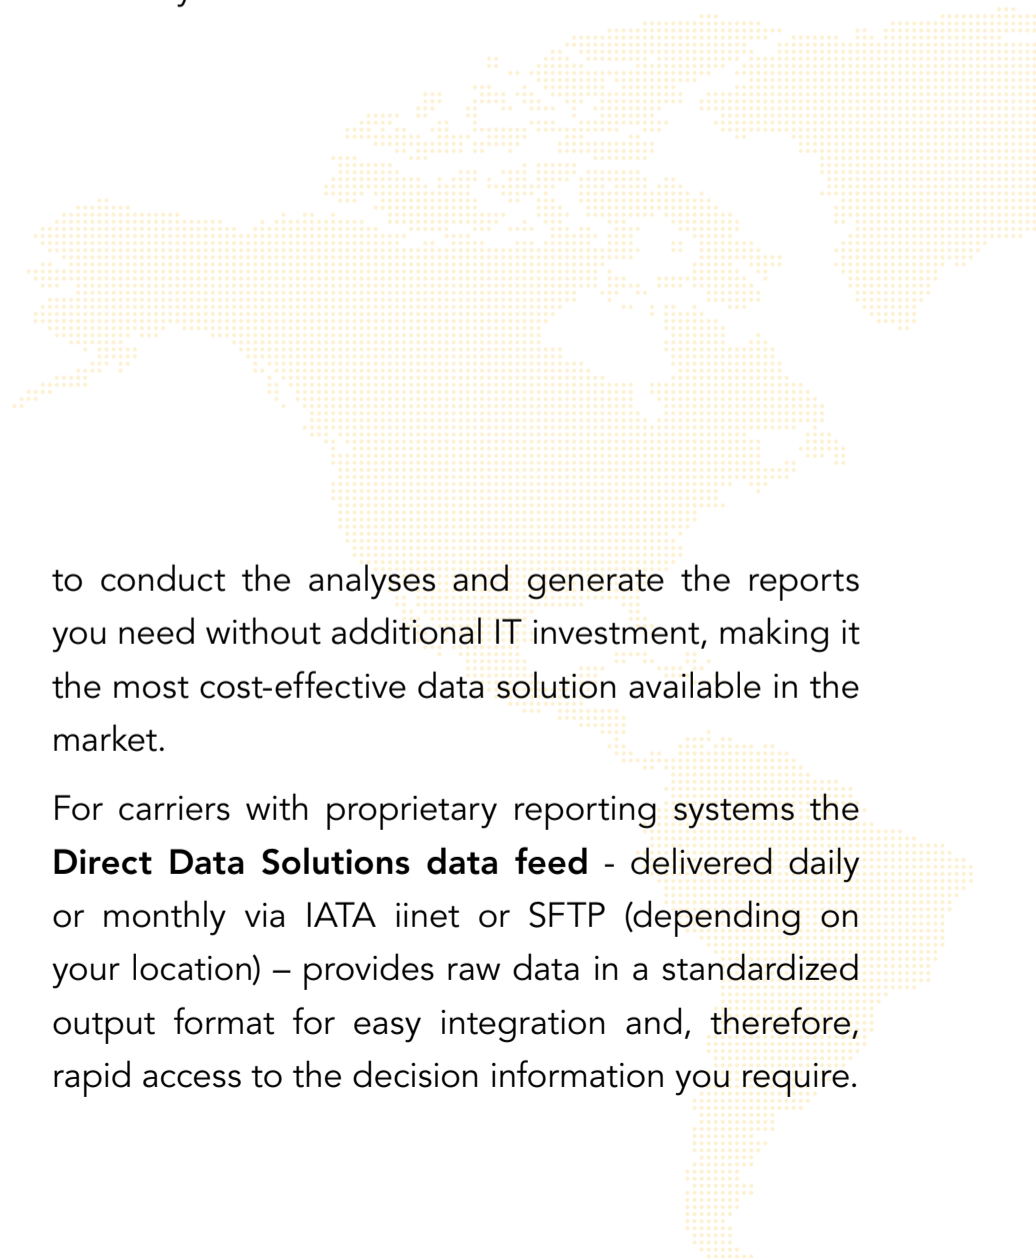 to conduct the analyses and generate the reports
you need without additional IT investment, making it
the most cost-effective data solution available in the
market.
For carriers with proprietary reporting systems the
Direct Data Solutions data feed - delivered daily
or monthly via IATA iinet or SFTP (depending on
your location) – provides raw data in a standardized
output format for easy integration and, therefore,
rapid access to the decision information you require.